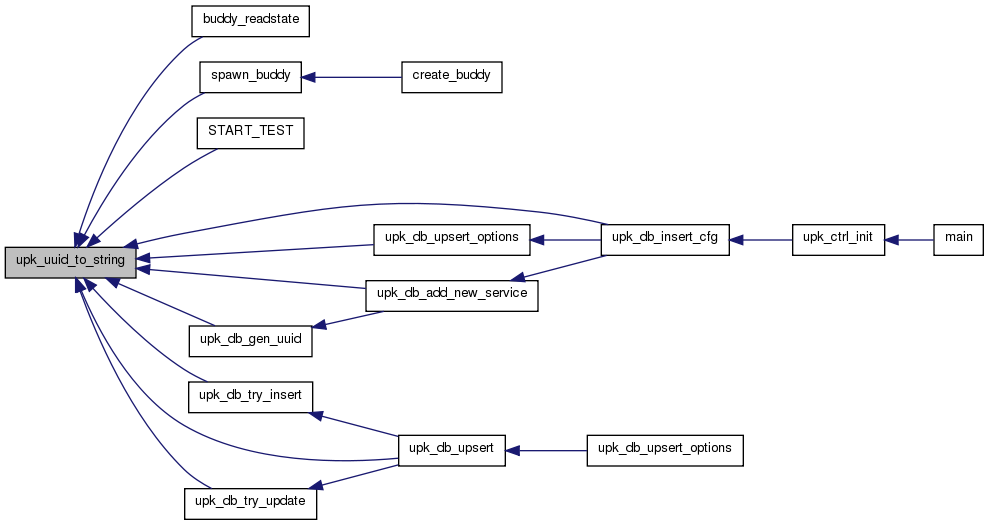 buddy_readstate
spawn_buddy
create_buddy
START_TEST
upk_db_upsert_options
upk_db_insert_cfg
upk_ctrl_init
main
upk_uuid_to_string
upk_db_add_new_service
upk_db_gen_uuid
upk_db_try_insert
upk_db_upsert
upk_db_upsert_options
upk_db_try_update